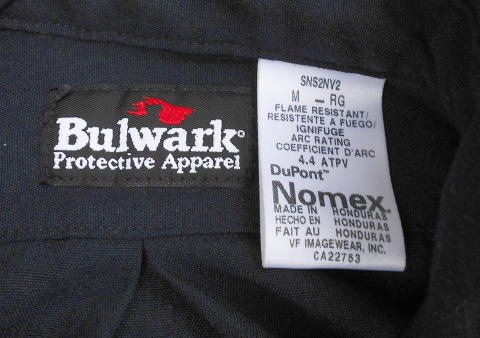 Bulwark®
Protective Apparel
SNS2NV2
M - RG
FLAME RESISTANT/
RESISTENTE A FUEGO/
IGNIFUGE
ARC RATING
COEFFICIENT D'ARC
4.4 ATPV
DuPont™
Nomex.
MADE IN HONDURAS
HECHO EN HONDURAS
FAIT AU HONDURAS
VF IMAGEWEAR, INC.
CA22753